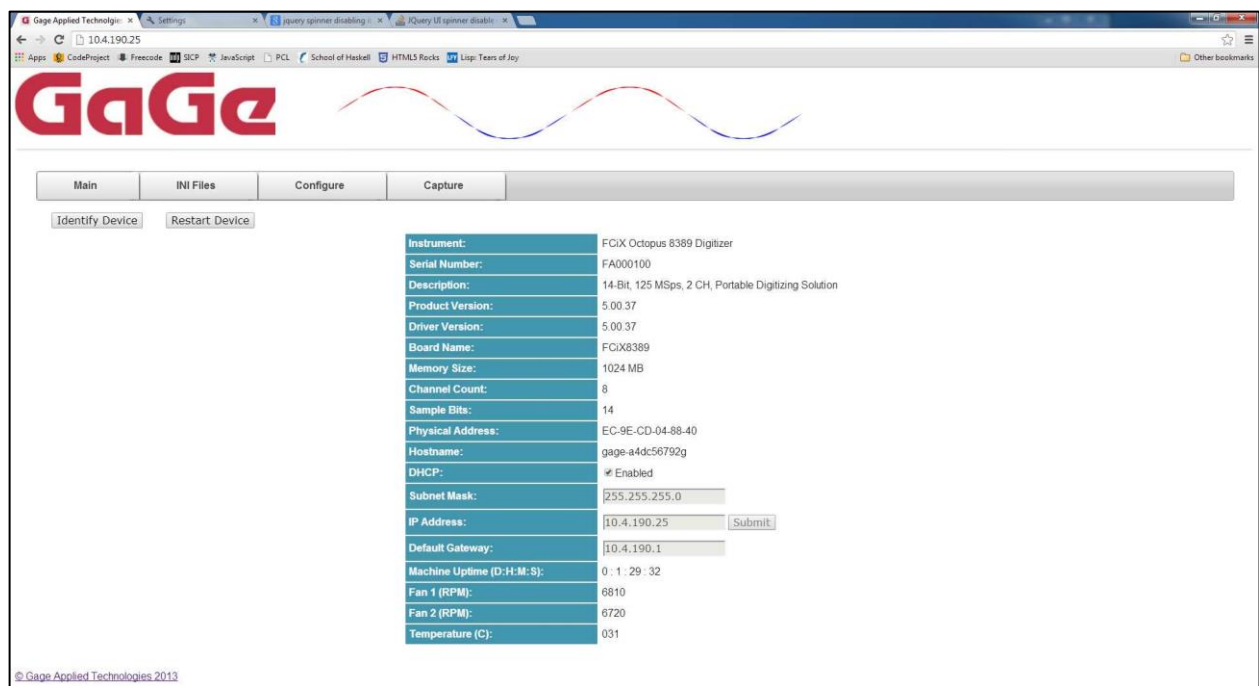 Gage Applied Technolgie
Settings
jquery spinner disabling i
JQuery UI spinner disable
10.4.190.25
Apps CodeProject Freecode SICP JavaScript PCL School of Haskell HTML5 Rocks Lisp: Tears of Joy Other bookmarks
GaGe
Main INI Files Configure Capture
Identify Device Restart Device
Instrument: FCiX Octopus 8389 Digitizer
Serial Number: FA000100
Description: 14-Bit, 125 MSps, 2 CH, Portable Digitizing Solution
Product Version: 5.00.37
Driver Version: 5.00.37
Board Name: FCiX8389
Memory Size: 1024 MB
Channel Count: 8
Sample Bits: 14
Physical Address: EC-9E-CD-04-88-40
Hostname: gage-a4dc56792g
DHCP: Enabled
Subnet Mask: 255.255.255.0
IP Address: 10.4.190.25 Submit
Default Gateway: 10.4.190.1
Machine Uptime (D:H:M:S): 0 : 1 : 29 : 32
Fan 1 (RPM): 6810
Fan 2 (RPM): 6720
Temperature (C): 031
© Gage Applied Technologies 2013